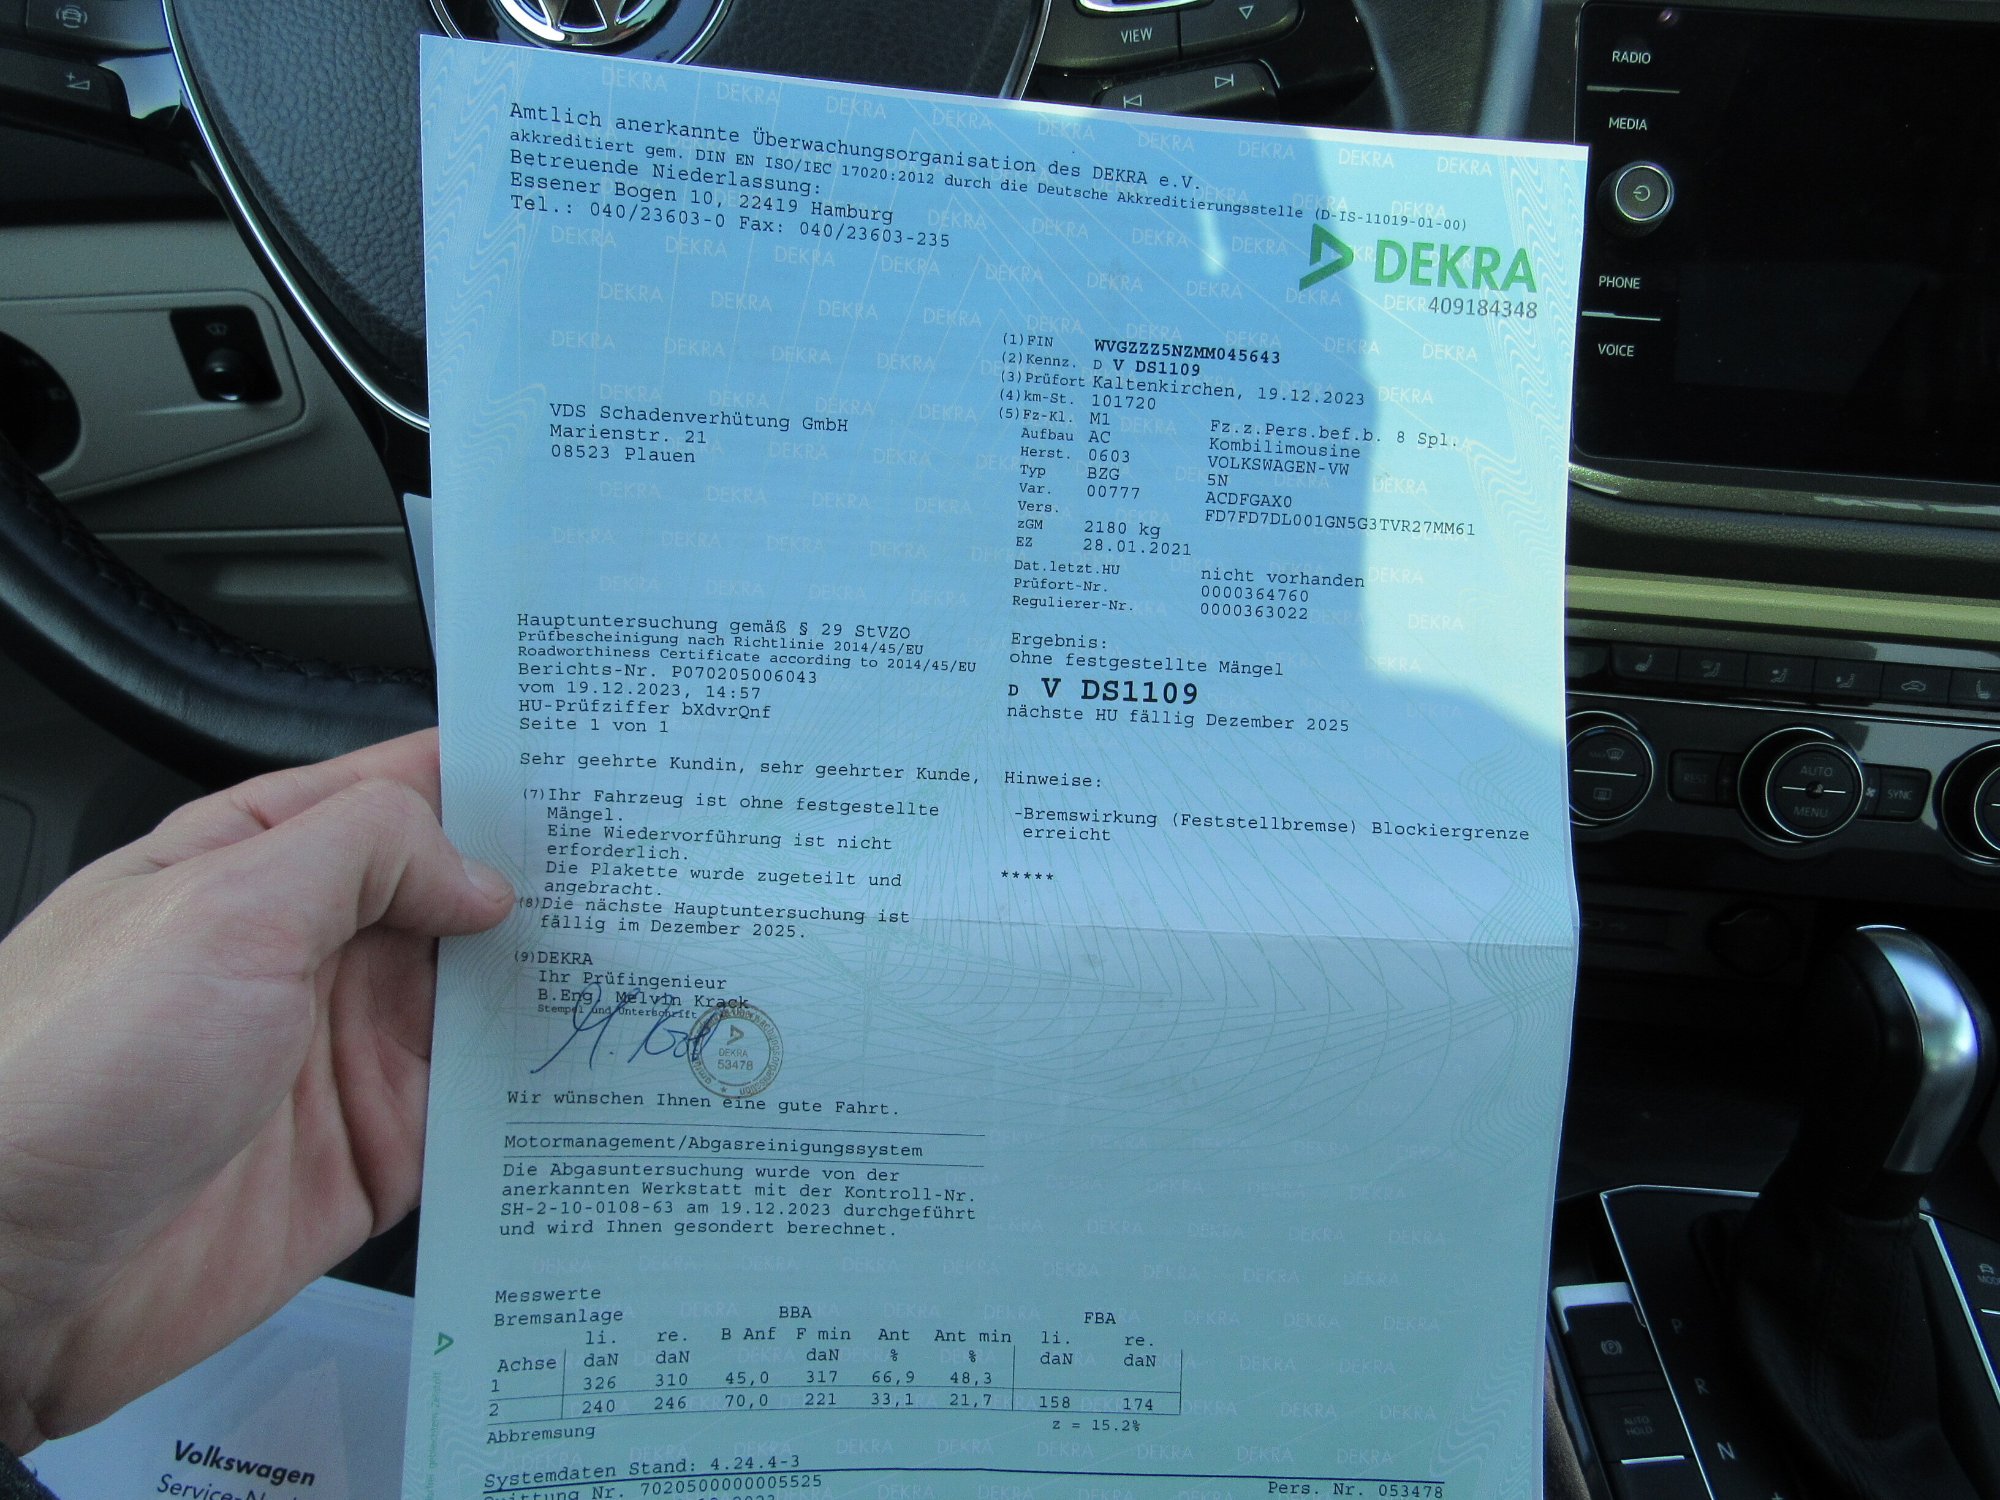 VIEW
RADIO
MEDIA
PHONE
VOICE
Amtlich anerkannte Überwachungsorganisation des DEKRA e.V.
akkreditiert gem. DIN EN ISO/IEC 17020:2012 durch die Deutsche Akkreditierungsstelle (D-IS-11019-01-00)
Betreuende Niederlassung:
Essener Bogen 10, 22419 Hamburg
Tel.: 040/23603-0 Fax: 040/23603-235
DEKRA
409184348
VDS Schadenverhütung GmbH
Marienstr. 21
08523 Plauen
(1)FIN WVGZZZ5NZMM045643
(2)Kennz. D V DS1109
(3)Prüfort Kaltenkirchen, 19.12.2023
(4)km-St. 101720
(5)Fz-Kl. M1 Fz.z.Pers.bef.b. 8 Spl.
Aufbau AC Kombilimousine
Herst. 0603 VOLKSWAGEN-VW
Typ BZG 5N
Var. 00777 ACDFGAX0
Vers. FD7FD7DL001GN5G3TVR27MM61
zGM 2180 kg
EZ 28.01.2021
Dat.letzt.HU nicht vorhanden
Prüfort-Nr. 0000364760
Regulierer-Nr. 0000363022
Hauptuntersuchung gemäß § 29 StVZO
Prüfbescheinigung nach Richtlinie 2014/45/EU
Roadworthiness Certificate according to 2014/45/EU
Berichts-Nr. P070205006043
vom 19.12.2023, 14:57
HU-Prüfziffer bXdvrQnf
Seite 1 von 1
Ergebnis:
ohne festgestellte Mängel
D V DS1109
nächste HU fällig Dezember 2025
Sehr geehrte Kundin, sehr geehrter Kunde,
(7)Ihr Fahrzeug ist ohne festgestellte
Mängel.
Eine Wiedervorführung ist nicht
erforderlich.
Die Plakette wurde zugeteilt und
angebracht.
(8)Die nächste Hauptuntersuchung ist
fällig im Dezember 2025.
Hinweise:
-Bremswirkung (Feststellbremse) Blockiergrenze
erreicht
*****
(9)DEKRA
Ihr Prüfingenieur
B.Eng. Melvin Krack
Stempel und Unterschrift
DEKRA
53478
Wir wünschen Ihnen eine gute Fahrt.
Motormanagement/Abgasreinigungssystem
Die Abgasuntersuchung wurde von der
anerkannten Werkstatt mit der Kontroll-Nr.
SH-2-10-0108-63 am 19.12.2023 durchgeführt
und wird Ihnen gesondert berechnet.
Messwerte
Bremsanlage BBA FBA
li. re. B Anf F min Ant Ant min li. re.
Achse daN daN daN % % daN daN
1 326 310 45,0 317 66,9 48,3
2 240 246 70,0 221 33,1 21,7 158 174
Abbremsung z = 15.2%
Systemdaten Stand: 4.24.4-3
Quittung Nr. 70205000005525
Pers. Nr. 053478
Volkswagen
REST
AUTO
MENU
SYNC
P
R
N
AUTO
HOLD